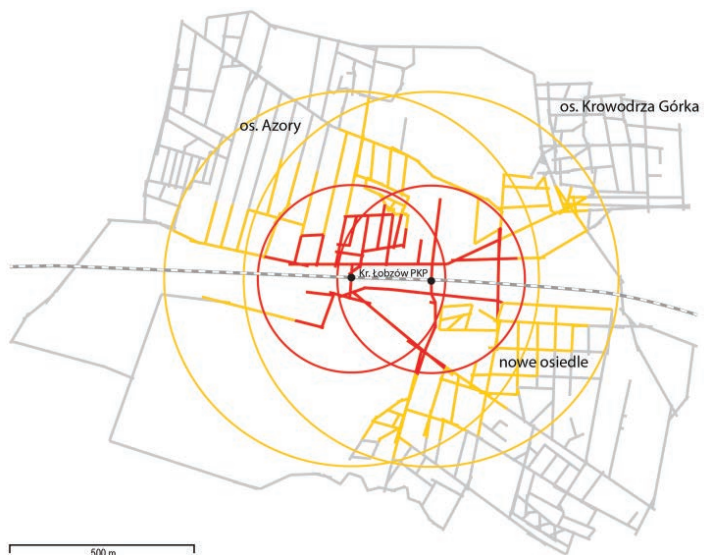 os. Krowodrza Górka
os. Azory
Kr. Łobzów PKP
nowe osiedle
500 m